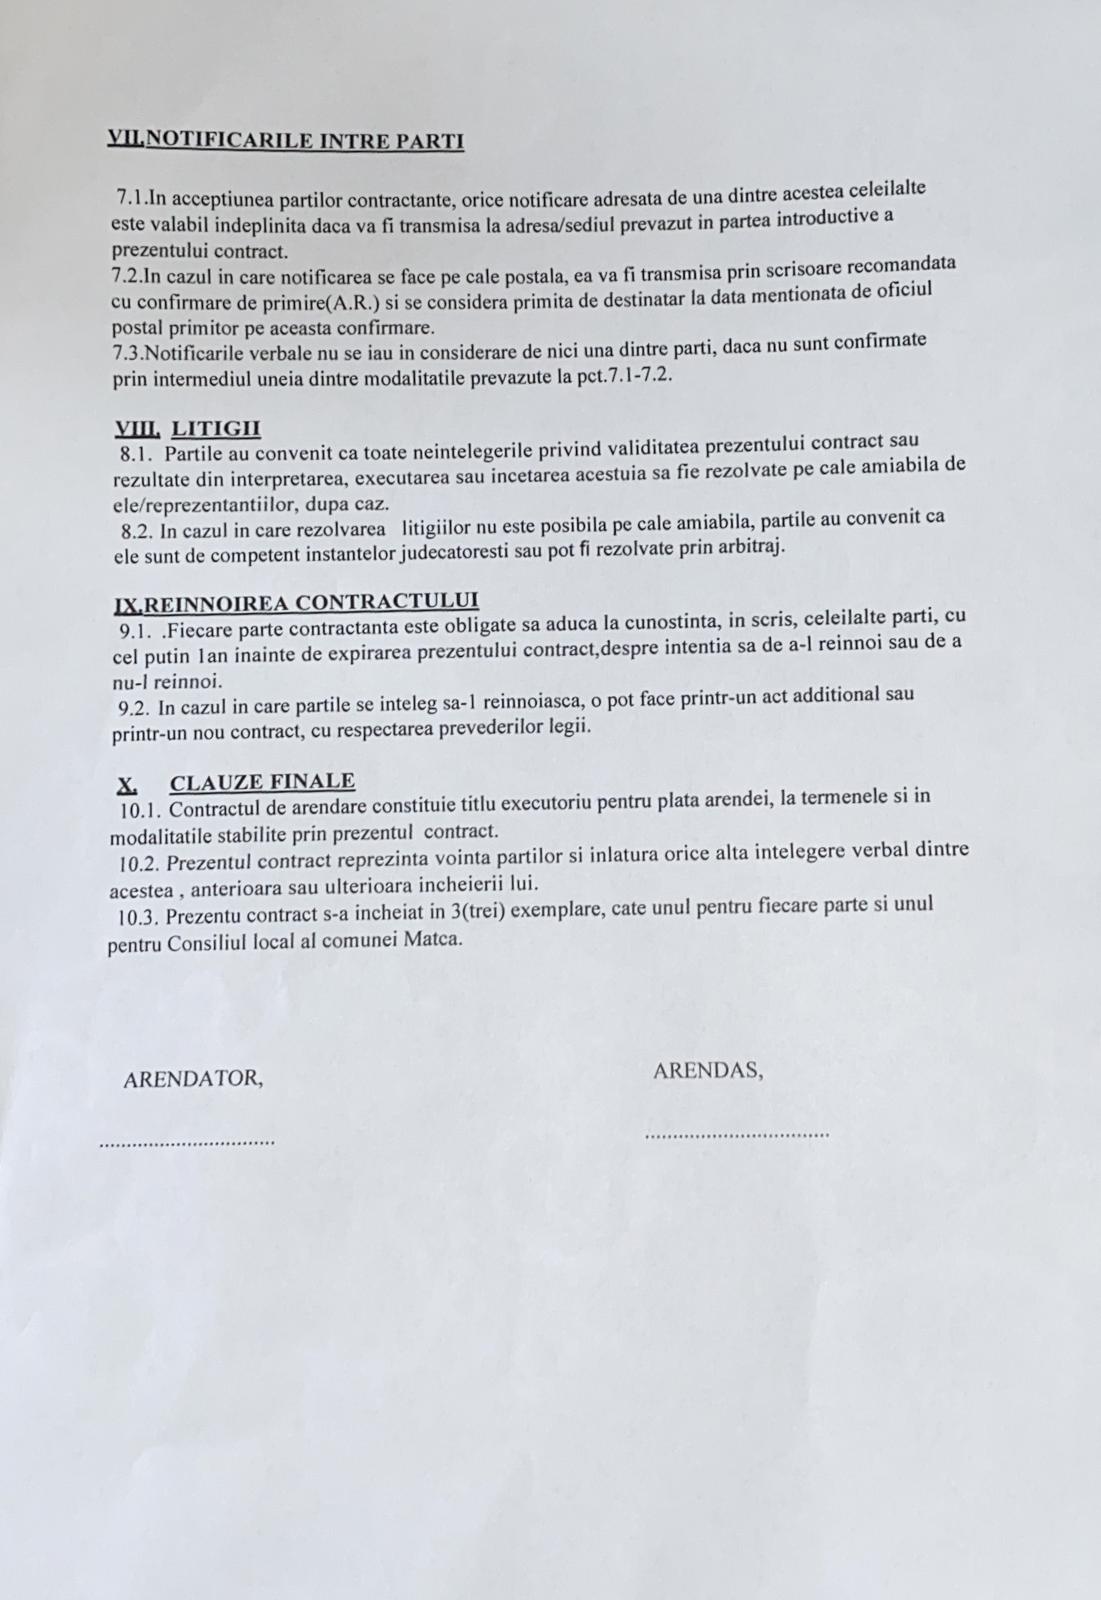 VII.NOTIFICARILE INTRE PARTI
7.1.In acceptiunea partilor contractante, orice notificare adresata de una dintre acestea celeilalte
este valabil indeplinita daca va fi transmisa la adresa/sediul prevazut in partea introductive a
prezentului contract.
7.2.In cazul in care notificarea se face pe cale postala, ea va fi transmisa prin scrisoare recomandata
cu confirmare de primire(A.R.) si se considera primita de destinatar la data mentionata de oficiul
postal primitor pe aceasta confirmare.
7.3.Notificarile verbale nu se iau in considerare de nici una dintre parti, daca nu sunt confirmate
prin intermediul uneia dintre modalitatile prevazute la pct.7.1-7.2.
VIII. LITIGII
8.1. Partile au convenit ca toate neintelegerile privind validitatea prezentului contract sau
rezultate din interpretarea, executarea sau incetarea acestuia sa fie rezolvate pe cale amiabila de
ele/reprezentantiilor, dupa caz.
8.2. In cazul in care rezolvarea litigiilor nu este posibila pe cale amiabila, partile au convenit ca
ele sunt de competent instantelor judecatoresti sau pot fi rezolvate prin arbitraj.
IX.REINNOIREA CONTRACTULUI
9.1. .Fiecare parte contractanta este obligate sa aduca la cunostinta, in scris, celeilalte parti, cu
cel putin 1an inainte de expirarea prezentului contract,despre intentia sa de a-l reinnoi sau de a
nu-l reinnoi.
9.2. In cazul in care partile se inteleg sa-l reinnoiasca, o pot face printr-un act additional sau
printr-un nou contract, cu respectarea prevederilor legii.
X. CLAUZE FINALE
10.1. Contractul de arendare constituie titlu executoriu pentru plata arendei, la termenele si in
modalitatile stabilite prin prezentul contract.
10.2. Prezentul contract reprezinta vointa partilor si inlatura orice alta intelegere verbal dintre
acestea , anterioara sau ulterioara incheierii lui.
10.3. Prezentu contract s-a incheiat in 3(trei) exemplare, cate unul pentru fiecare parte si unul
pentru Consiliul local al comunei Matca.
ARENDATOR, ARENDAS,
................................ .................................